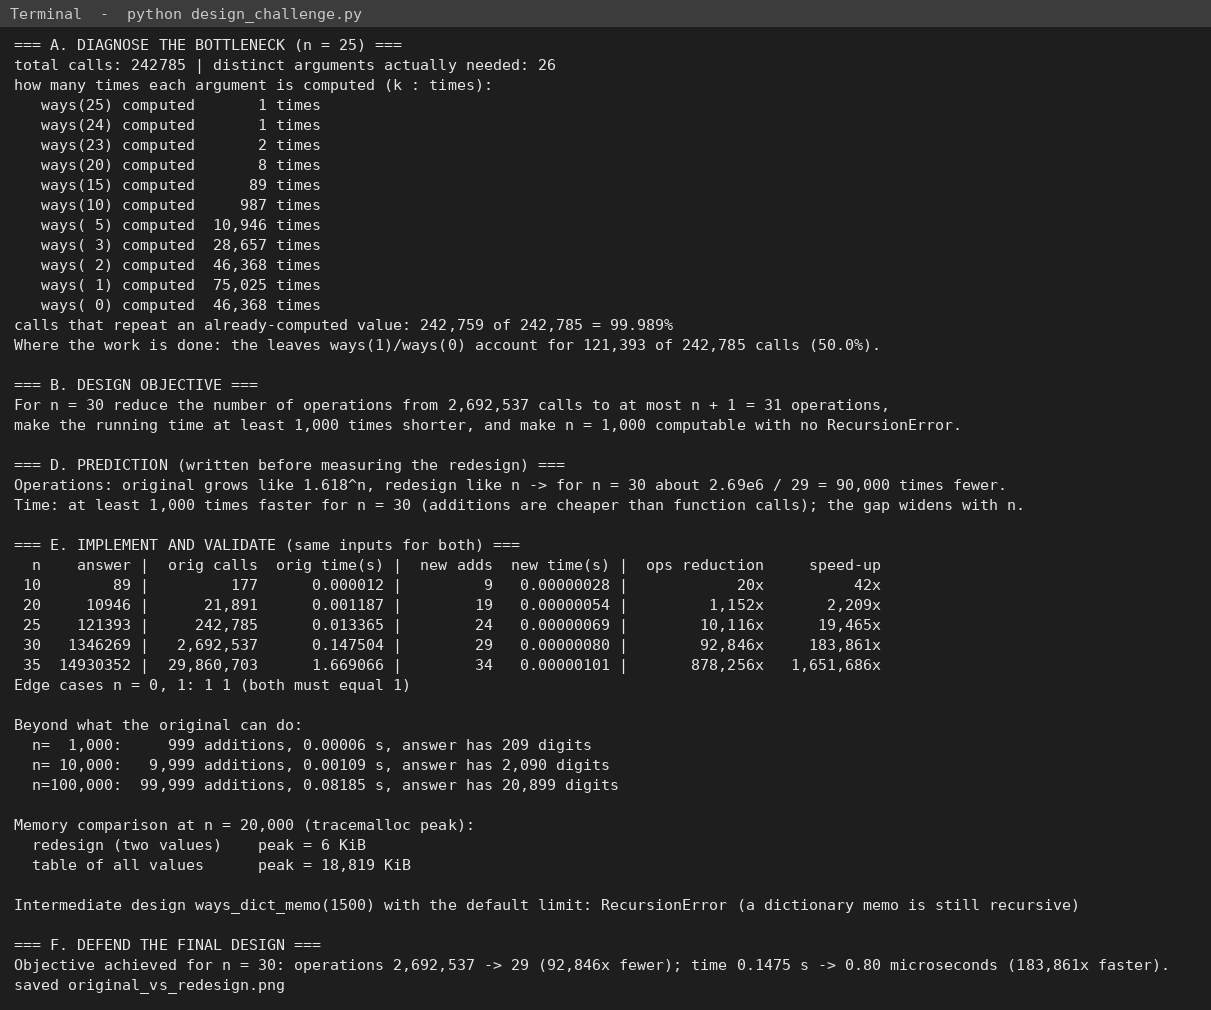 Terminal  -  python design_challenge.py
=== A. DIAGNOSE THE BOTTLENECK (n = 25) ===
total calls: 242785 | distinct arguments actually needed: 26
how many times each argument is computed (k : times):
   ways(25) computed       1 times
   ways(24) computed       1 times
   ways(23) computed       2 times
   ways(20) computed       8 times
   ways(15) computed      89 times
   ways(10) computed     987 times
   ways( 5) computed  10,946 times
   ways( 3) computed  28,657 times
   ways( 2) computed  46,368 times
   ways( 1) computed  75,025 times
   ways( 0) computed  46,368 times
calls that repeat an already-computed value: 242,759 of 242,785 = 99.989%
Where the work is done: the leaves ways(1)/ways(0) account for 121,393 of 242,785 calls (50.0%).

=== B. DESIGN OBJECTIVE ===
For n = 30 reduce the number of operations from 2,692,537 calls to at most n + 1 = 31 operations,
make the running time at least 1,000 times shorter, and make n = 1,000 computable with no RecursionError.

=== D. PREDICTION (written before measuring the redesign) ===
Operations: original grows like 1.618^n, redesign like n -> for n = 30 about 2.69e6 / 29 = 90,000 times fewer.
Time: at least 1,000 times faster for n = 30 (additions are cheaper than function calls); the gap widens with n.

=== E. IMPLEMENT AND VALIDATE (same inputs for both) ===
  n    answer |  orig calls  orig time(s) |  new adds  new time(s) |  ops reduction     speed-up
 10        89 |         177      0.000012 |         9   0.00000028 |            20x          42x
 20     10946 |      21,891      0.001187 |        19   0.00000054 |         1,152x       2,209x
 25    121393 |     242,785      0.013365 |        24   0.00000069 |        10,116x      19,465x
 30   1346269 |   2,692,537      0.147504 |        29   0.00000080 |        92,846x     183,861x
 35  14930352 |  29,860,703      1.669066 |        34   0.00000101 |       878,256x   1,651,686x
Edge cases n = 0, 1: 1 1 (both must equal 1)

Beyond what the original can do:
  n=  1,000:     999 additions, 0.00006 s, answer has 209 digits
  n= 10,000:   9,999 additions, 0.00109 s, answer has 2,090 digits
  n=100,000:  99,999 additions, 0.08185 s, answer has 20,899 digits

Memory comparison at n = 20,000 (tracemalloc peak):
  redesign (two values)    peak = 6 KiB
  table of all values      peak = 18,819 KiB

Intermediate design ways_dict_memo(1500) with the default limit: RecursionError (a dictionary memo is still recursive)

=== F. DEFEND THE FINAL DESIGN ===
Objective achieved for n = 30: operations 2,692,537 -> 29 (92,846x fewer); time 0.1475 s -> 0.80 microseconds (183,861x faster).
saved original_vs_redesign.png